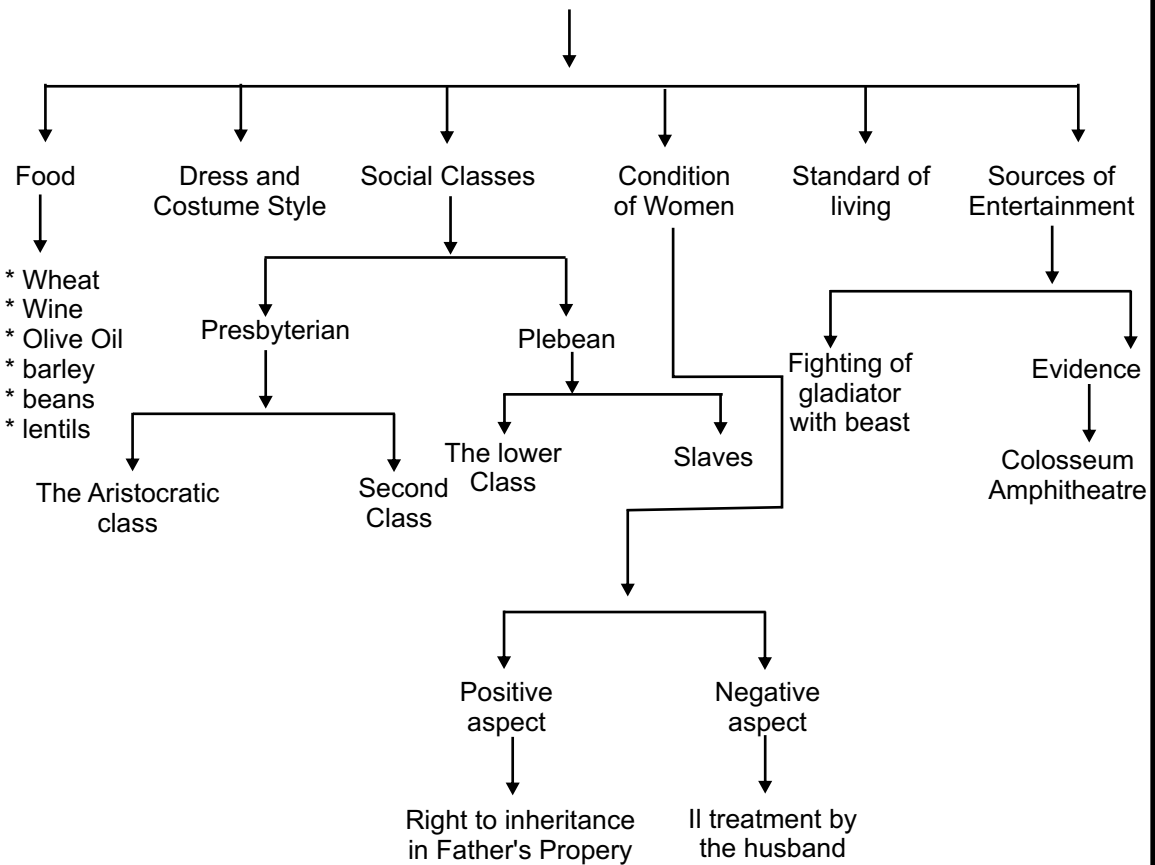 Food
Dress and
Costume Style
Social Classes
Condition
of Women
Standard of
living
Sources of
Entertainment
* Wheat
* Wine
* Olive Oil
* barley
* beans
* lentils
Presbyterian
Plebean
Fighting of
gladiator
with beast
Evidence
The Aristocratic
class
Second
Class
The lower
Class
Slaves
Colosseum
Amphitheatre
Positive
aspect
Negative
aspect
Right to inheritance
in Father's Propery
Il treatment by
the husband